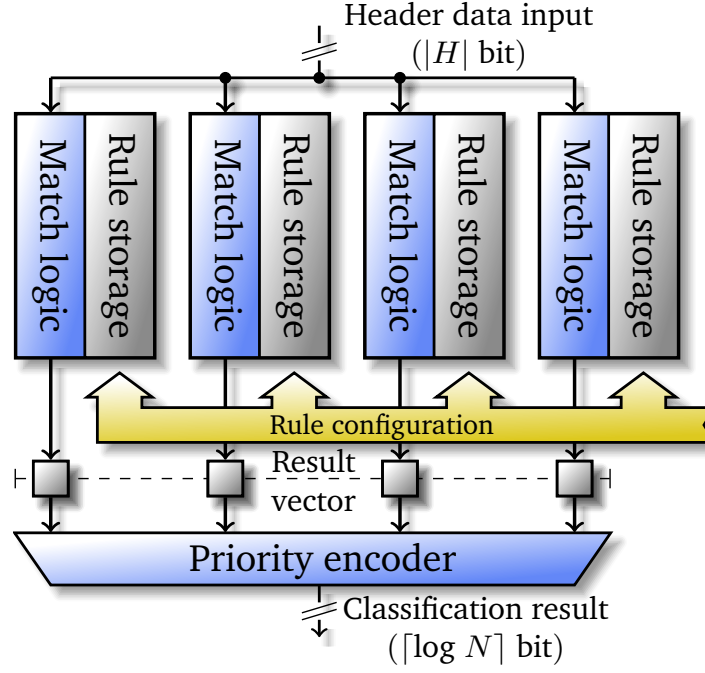 Header data input
(|H| bit)
Match logic
Rule storage
Match logic
Rule storage
Match logic
Rule storage
Match logic
Rule storage
Rule configuration
Result
vector
Priority encoder
Classification result
(⌈log N⌉ bit)